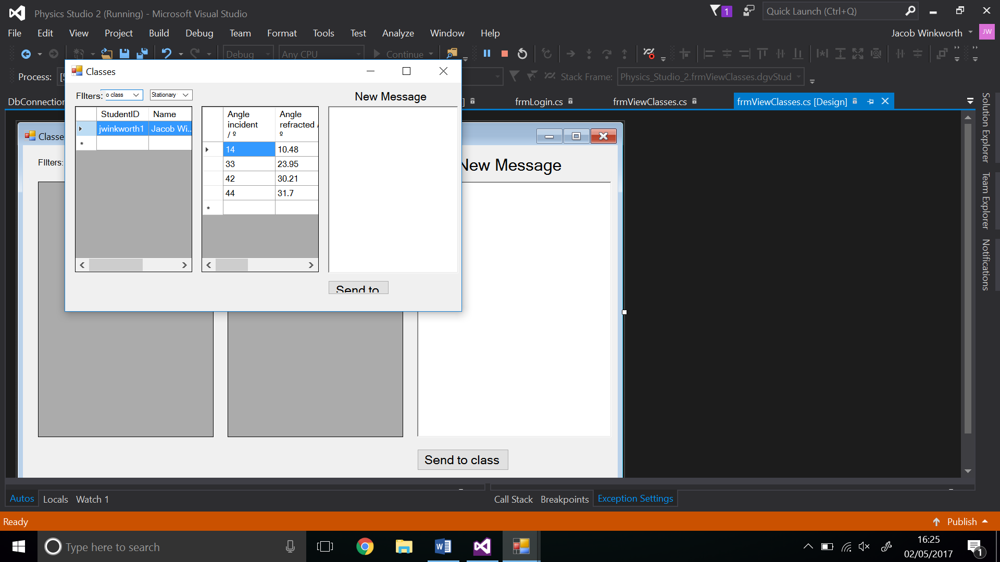 Physics Studio 2 (Running) - Microsoft Visual Studio
1
Quick Launch (Ctrl+Q)
File Edit View Project Build Debug Team Format Tools Test Analyze Window Help
Jacob Winkworth
JW
Debug
Any CPU
Continue
Process:
Stack Frame:
Physics_Studio_2.frmViewClasses.dgvStud
DbConnection
]
frmLogin.cs
frmViewClasses.cs
frmViewClasses.cs [Design]
Classes
FIlters:
o class
Stationary
New Message
StudentID Name
jwinkworth1 Jacob Wi...
*
Angle incident / º
Angle refracted / º
14 10.48
33 23.95
42 30.21
44 31.7
*
Send to
Classe
FIlters:
New Message
Send to class
Solution Explorer
Team Explorer
Notifications
Autos Locals Watch 1
Call Stack Breakpoints Exception Settings
Ready
Publish
Type here to search
16:25
02/05/2017
1